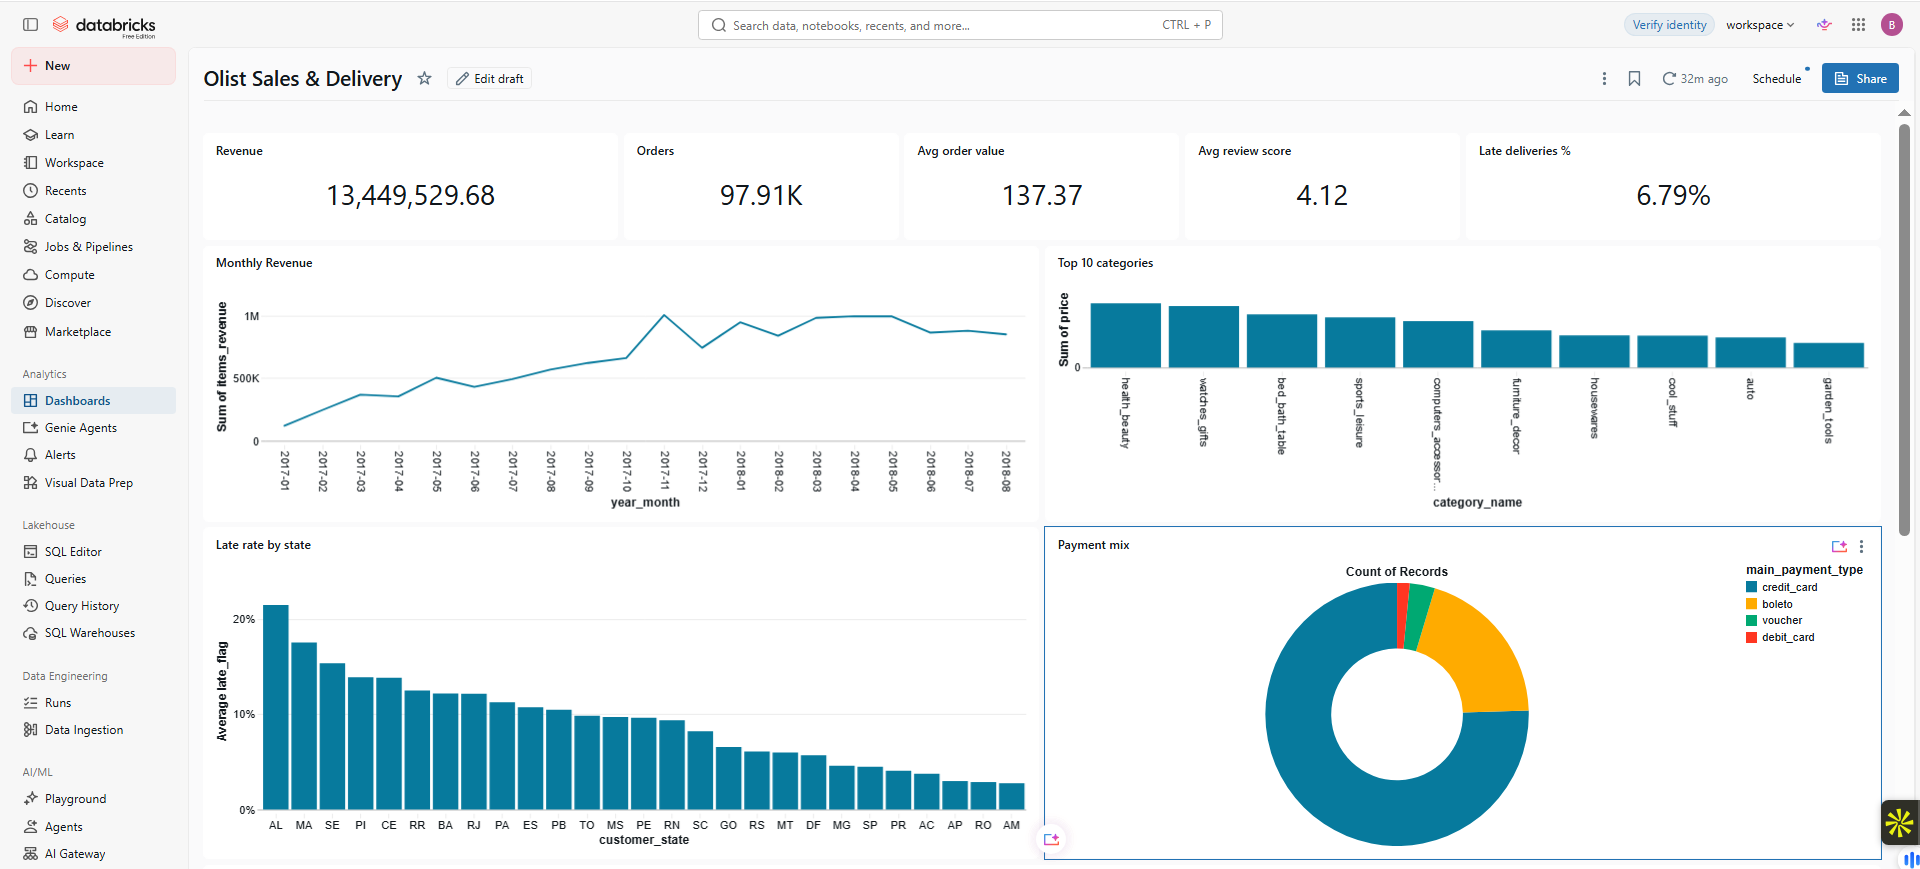 databricks
Free Edition
Search data, notebooks, recents, and more...
CTRL + P
Verify identity
workspace
B
New
Home
Learn
Workspace
Recents
Catalog
Jobs & Pipelines
Compute
Discover
Marketplace
Analytics
Dashboards
Genie Agents
Alerts
Visual Data Prep
Lakehouse
SQL Editor
Queries
Query History
SQL Warehouses
Data Engineering
Runs
Data Ingestion
AI/ML
Playground
Agents
AI Gateway
Olist Sales & Delivery
Edit draft
32m ago
Schedule
Share
Revenue
13,449,529.68
Orders
97.91K
Avg order value
137.37
Avg review score
4.12
Late deliveries %
6.79%
Monthly Revenue
Sum of items_revenue
1M
500K
0
2017-01
2017-02
2017-03
2017-04
2017-05
2017-06
2017-07
2017-08
2017-09
2017-10
2017-11
2017-12
2018-01
2018-02
2018-03
2018-04
2018-05
2018-06
2018-07
2018-08
year_month
Top 10 categories
Sum of price
0
health_beauty
watches_gifts
bed_bath_table
sports_leisure
computers_accessor...
furniture_decor
housewares
cool_stuff
auto
garden_tools
category_name
Late rate by state
Average late_flag
20%
10%
0%
AL MA SE PI CE RR BA RJ PA ES PB TO MS PE RN SC GO RS MT DF MG SP PR AC AP RO AM
customer_state
Payment mix
Count of Records
main_payment_type
credit_card
boleto
voucher
debit_card